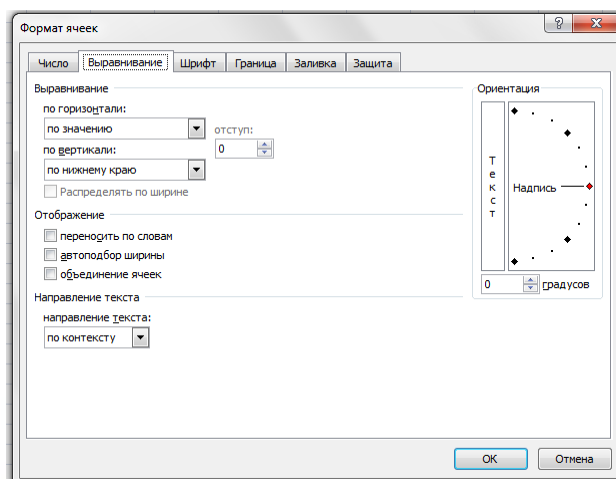 Формат ячеек
Число Выравнивание Шрифт Граница Заливка Защита
Выравнивание
по горизонтали:
по значению
отступ:
0
по вертикали:
по нижнему краю
Распределять по ширине
Отображение
переносить по словам
автоподбор ширины
объединение ячеек
Направление текста
направление текста:
по контексту
Ориентация
Текст
Надпись
0 градусов
ОК Отмена